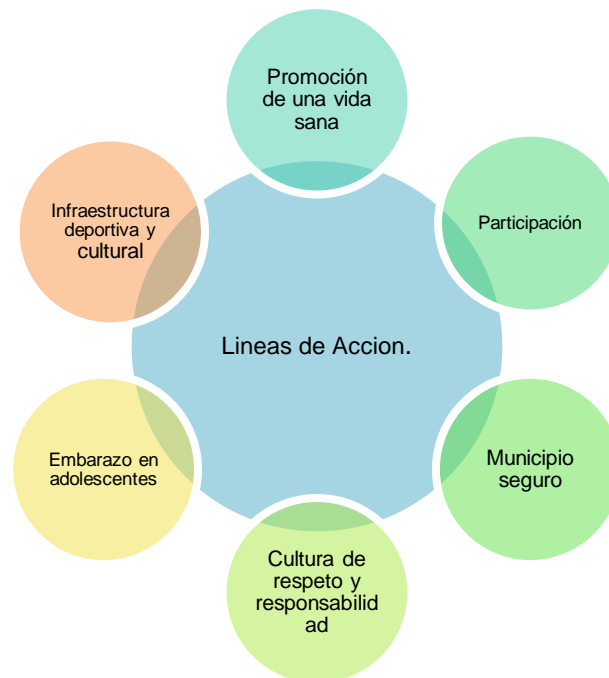 Promoción
de una vida
sana
Participación
Municipio
seguro
Cultura de
respeto y
responsabilid
ad
Embarazo en
adolescentes
Infraestructura
deportiva y
cultural
Lineas de Accion.